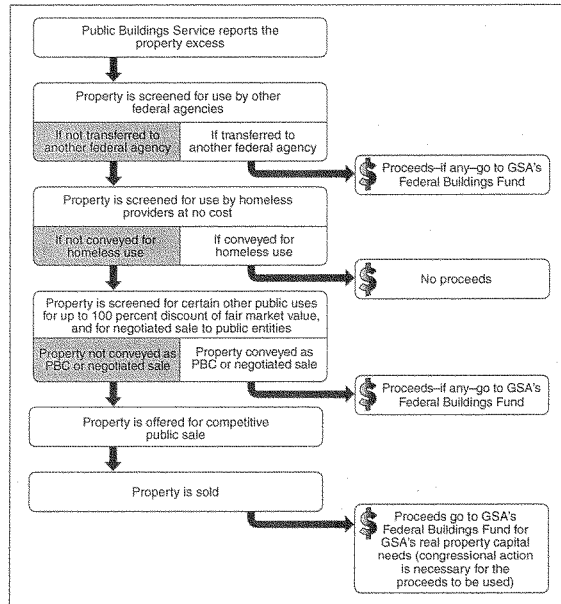 Public Buildings Service reports the
property excess
Property is screened for use by other
federal agencies
If not transferred to
another federal agency
If transferred to
another federal agency
Proceeds–if any–go to GSA's
Federal Buildings Fund
Property is screened for use by homeless
providers at no cost
If not conveyed for
homeless use
If conveyed for
homeless use
No proceeds
Property is screened for certain other public uses
for up to 100 percent discount of fair market value,
and for negotiated sale to public entities
Property not conveyed as
PBC or negotiated sale
Property conveyed as
PBC or negotiated sale
Proceeds–if any–go to GSA's
Federal Buildings Fund
Property is offered for competitive
public sale
Property is sold
Proceeds go to GSA's
Federal Buildings Fund for
GSA's real property capital
needs (congressional action
is necessary for the
proceeds to be used)